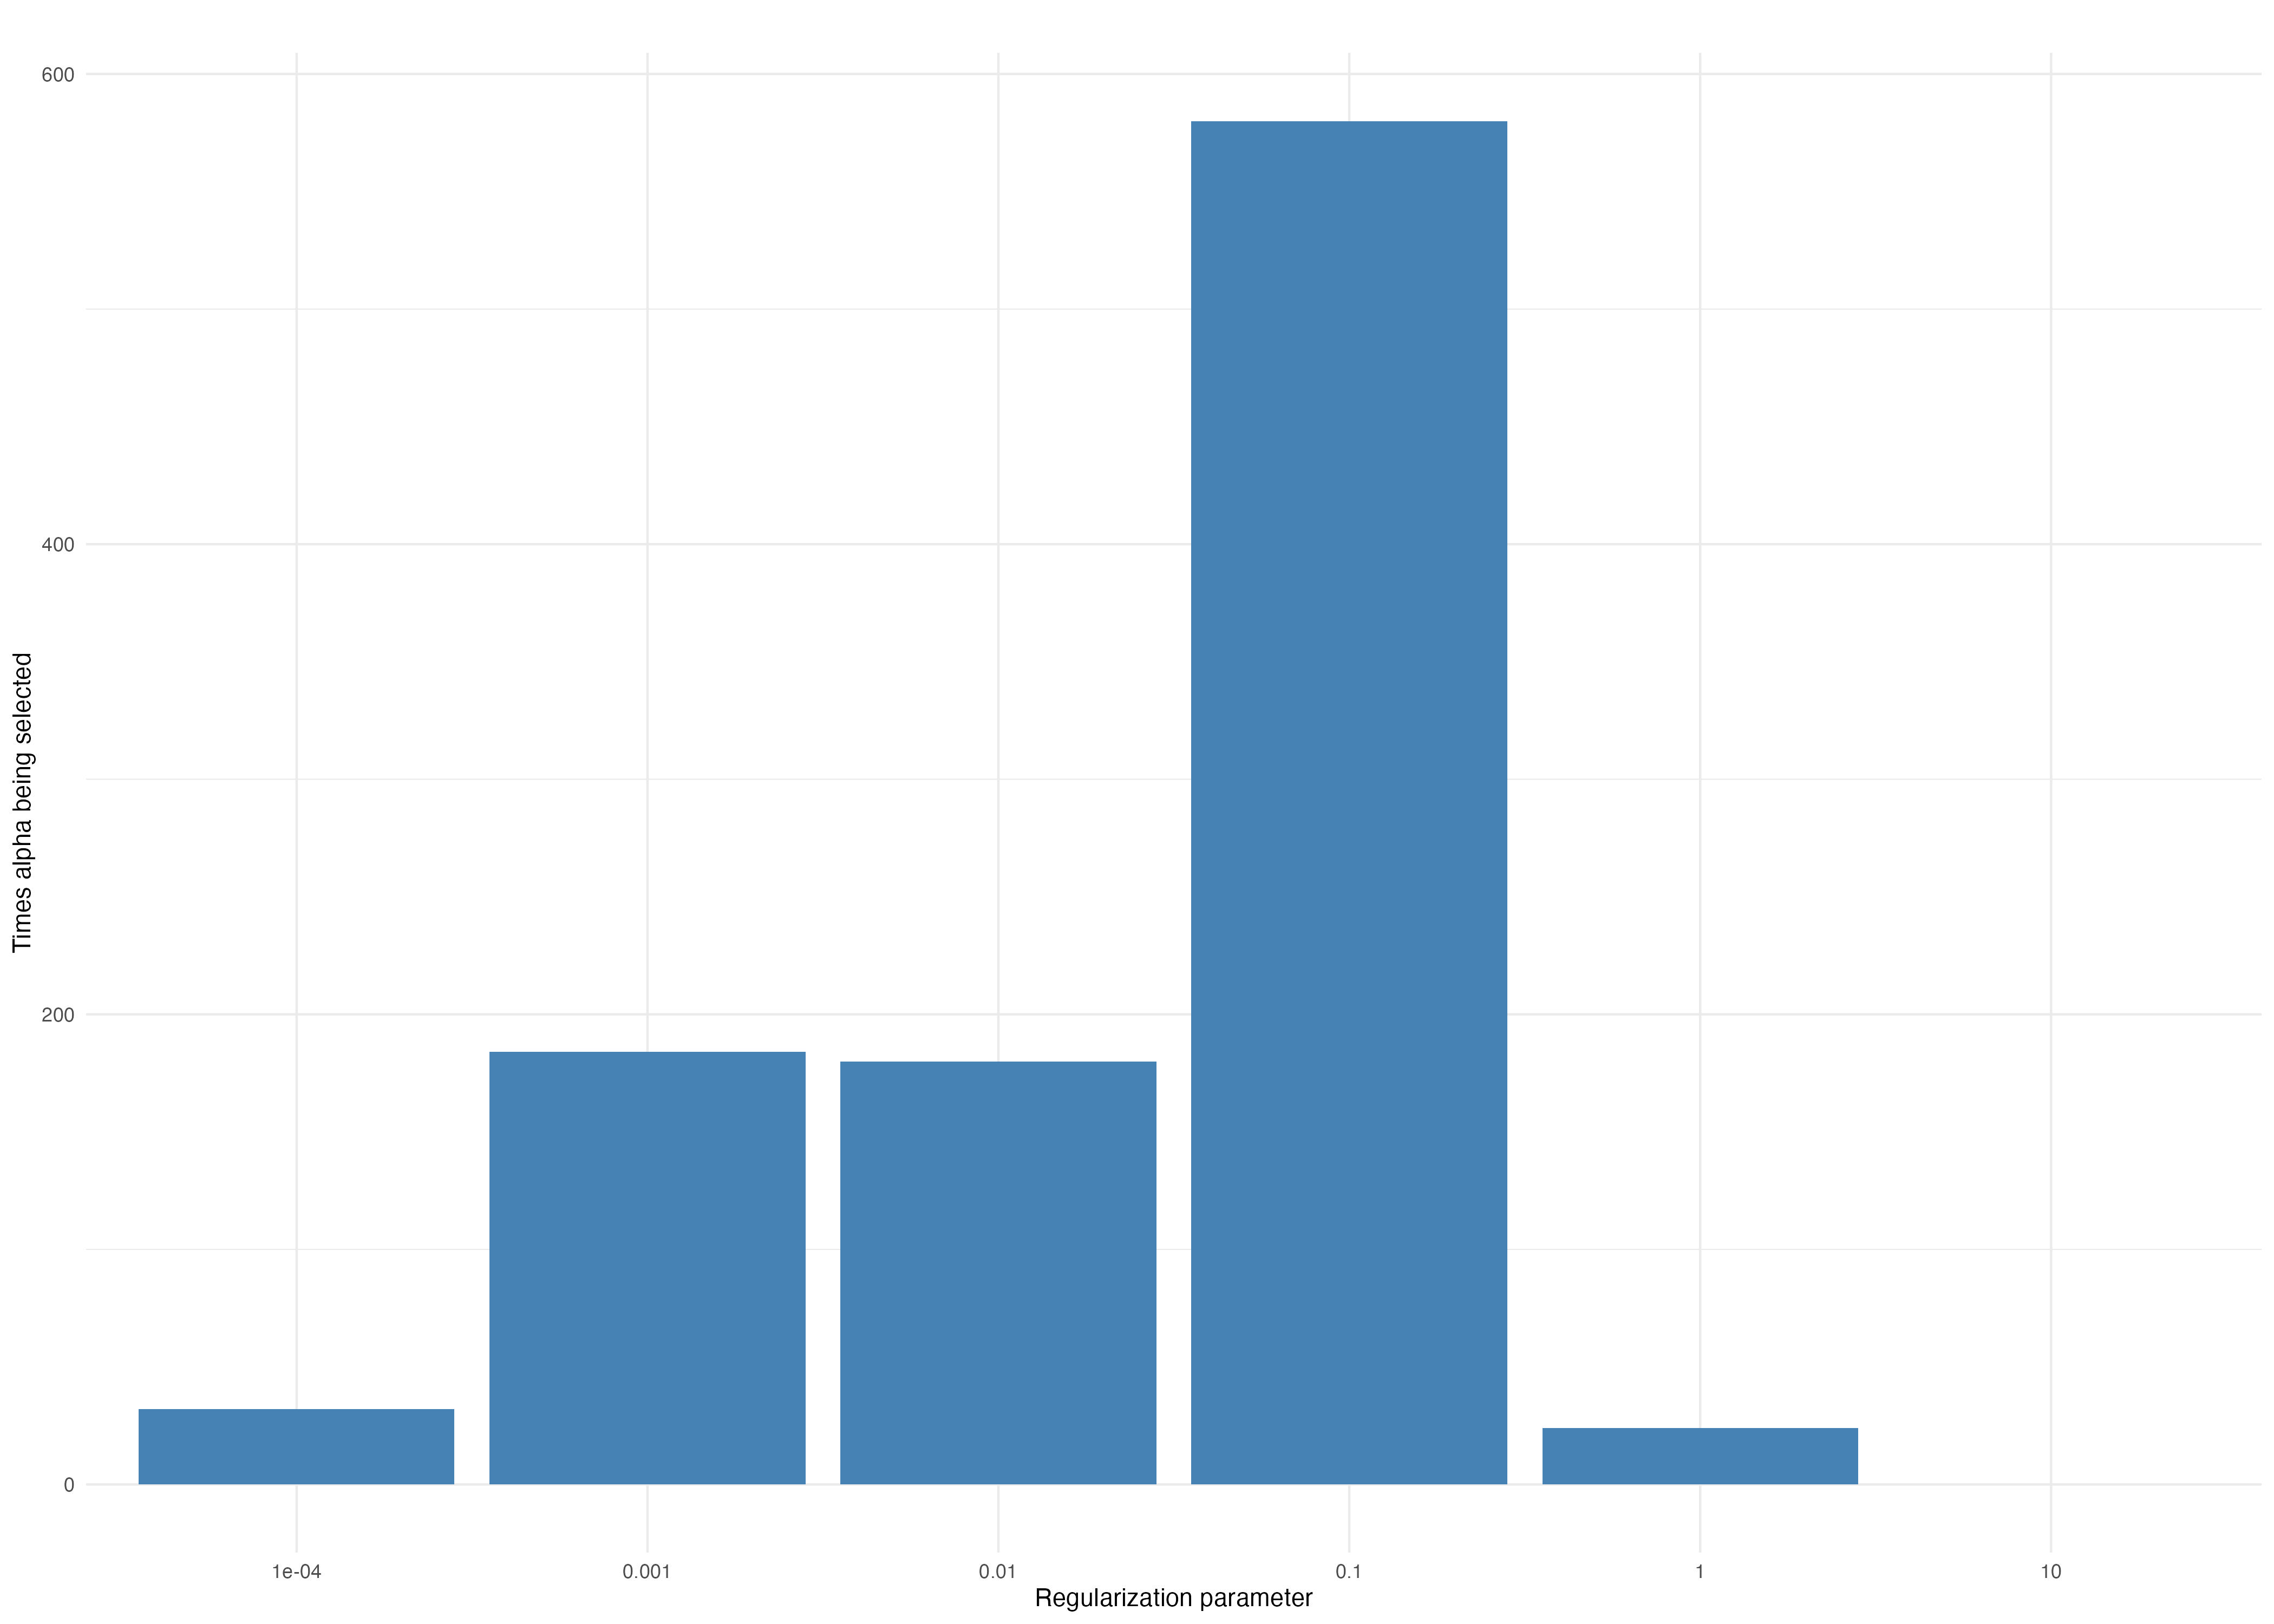 600
400
200
0
Times alpha being selected
1e-04 0.001 0.01 0.1 1 10
Regularization parameter